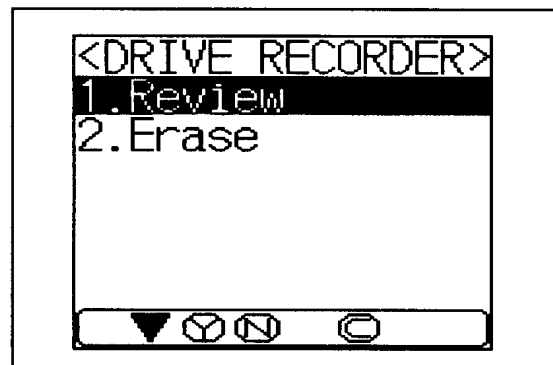 <DRIVE RECORDER>
1.Review
2.Erase
▼ Ⓨ Ⓝ Ⓒ